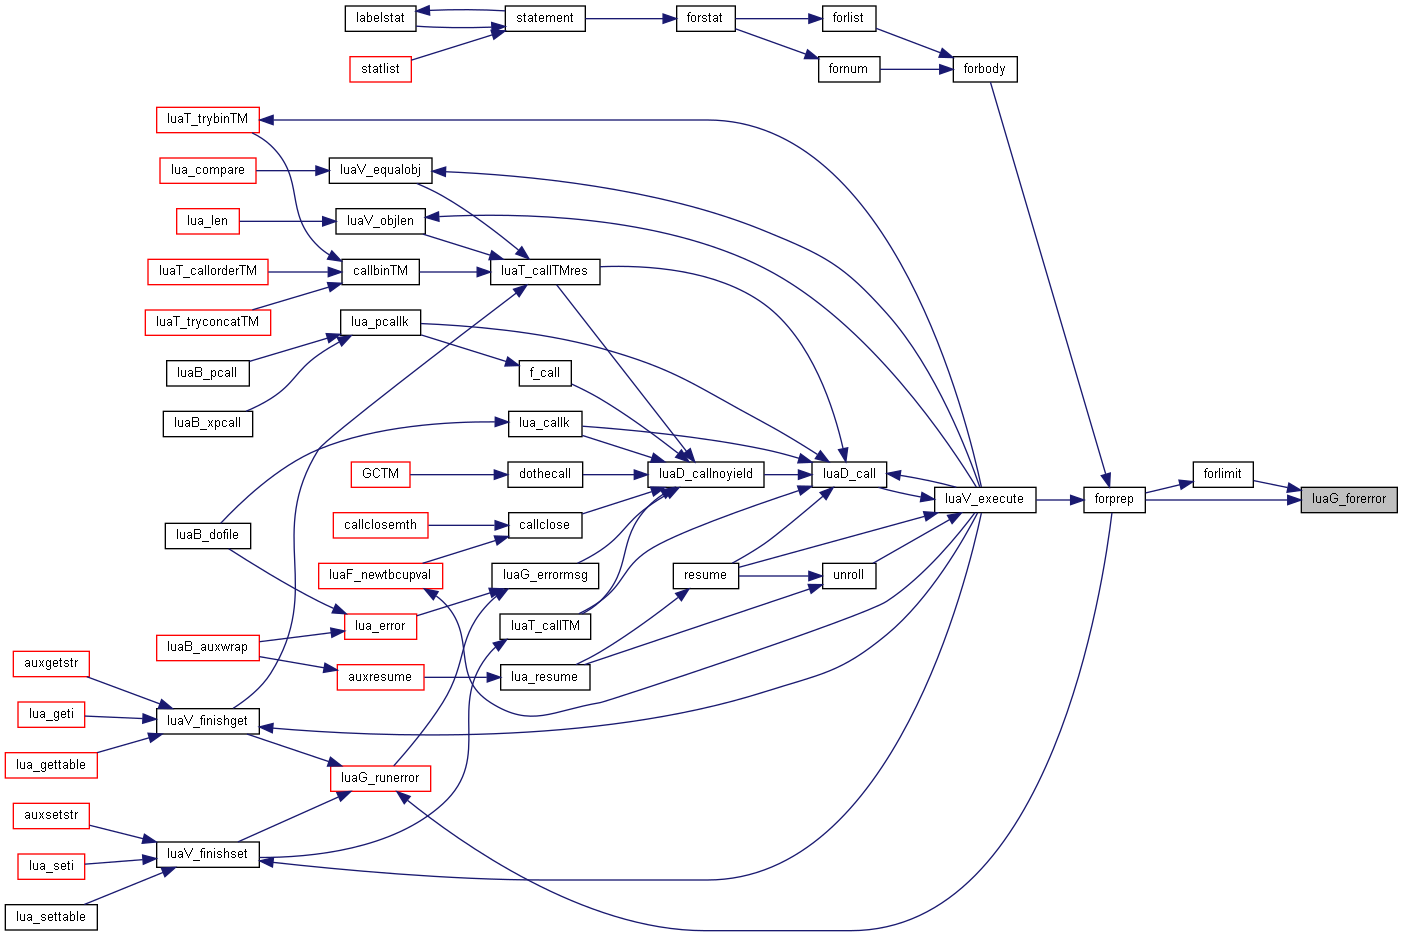 labelstat
statement
forstat
forlist
statlist
fornum
forbody
luaT_trybinTM
lua_compare
luaV_equalobj
lua_len
luaV_objlen
luaT_callorderTM
callbinTM
luaT_callTMres
luaT_tryconcatTM
lua_pcallk
luaB_pcall
f_call
luaB_xpcall
lua_callk
GCTM
dothecall
luaD_callnoyield
luaD_call
forlimit
luaV_execute
forprep
luaG_forerror
callclosemth
callclose
luaB_dofile
luaF_newtbcupval
luaG_errormsg
resume
unroll
lua_error
luaT_callTM
luaB_auxwrap
auxgetstr
auxresume
lua_resume
lua_geti
luaV_finishget
lua_gettable
luaG_runerror
auxsetstr
luaV_finishset
lua_seti
lua_settable